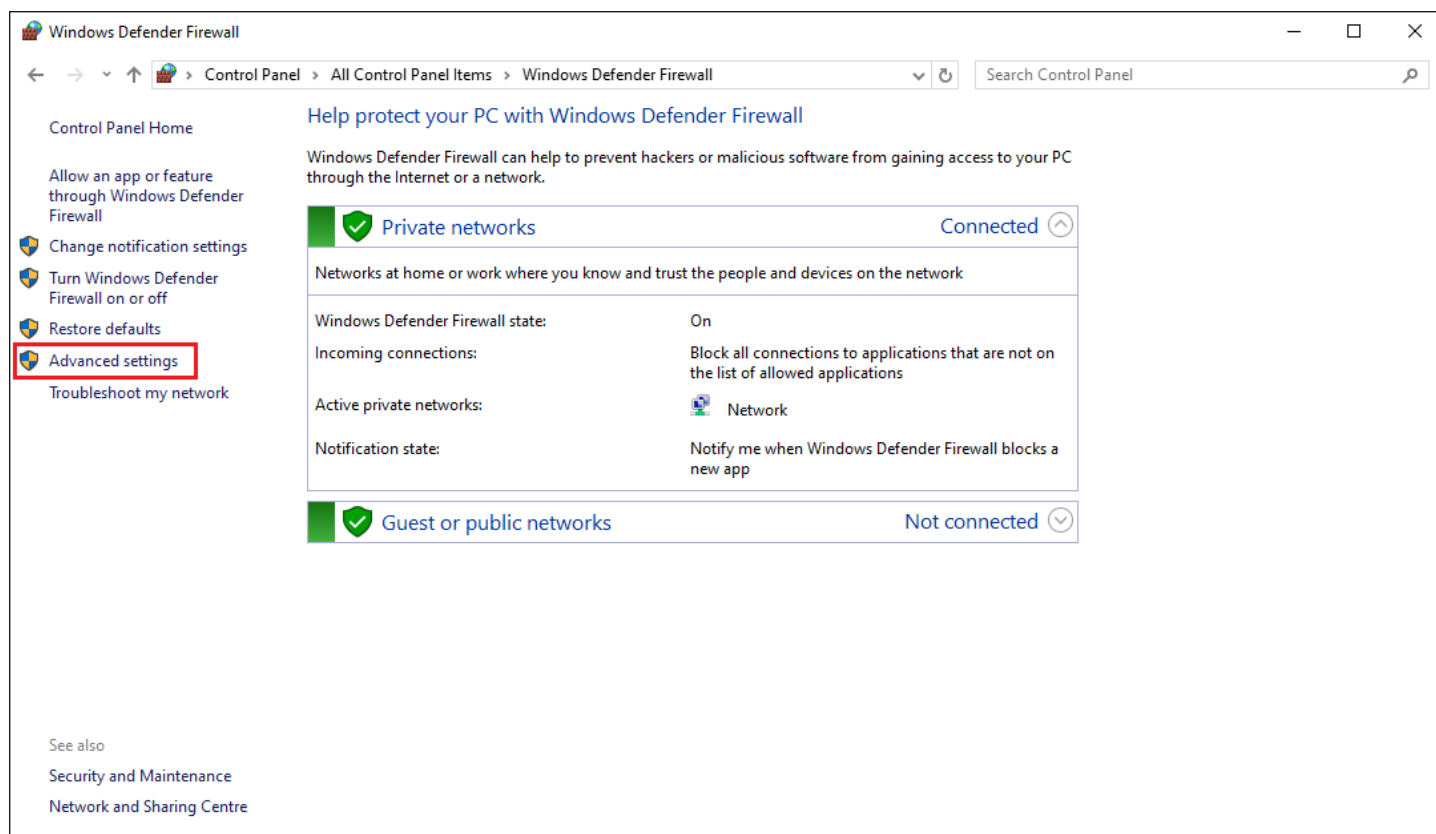 Windows Defender Firewall
Control Panel > All Control Panel Items > Windows Defender Firewall
Search Control Panel
Control Panel Home
Allow an app or feature
through Windows Defender
Firewall
Change notification settings
Turn Windows Defender
Firewall on or off
Restore defaults
Advanced settings
Troubleshoot my network
See also
Security and Maintenance
Network and Sharing Centre
Help protect your PC with Windows Defender Firewall
Windows Defender Firewall can help to prevent hackers or malicious software from gaining access to your PC
through the Internet or a network.
Private networks Connected
Networks at home or work where you know and trust the people and devices on the network
Windows Defender Firewall state: On
Incoming connections: Block all connections to applications that are not on
the list of allowed applications
Active private networks: Network
Notification state: Notify me when Windows Defender Firewall blocks a
new app
Guest or public networks Not connected